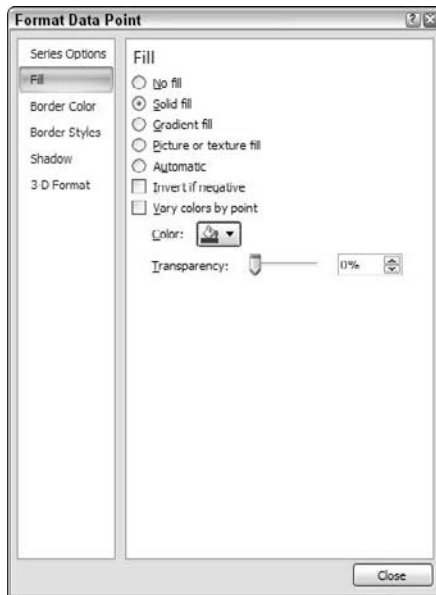 Format Data Point
Series Options
Fill
Border Color
Border Styles
Shadow
3-D Format
Fill
No fill
Solid fill
Gradient fill
Picture or texture fill
Automatic
Invert if negative
Vary colors by point
Color:
Transparency:
0%
Close